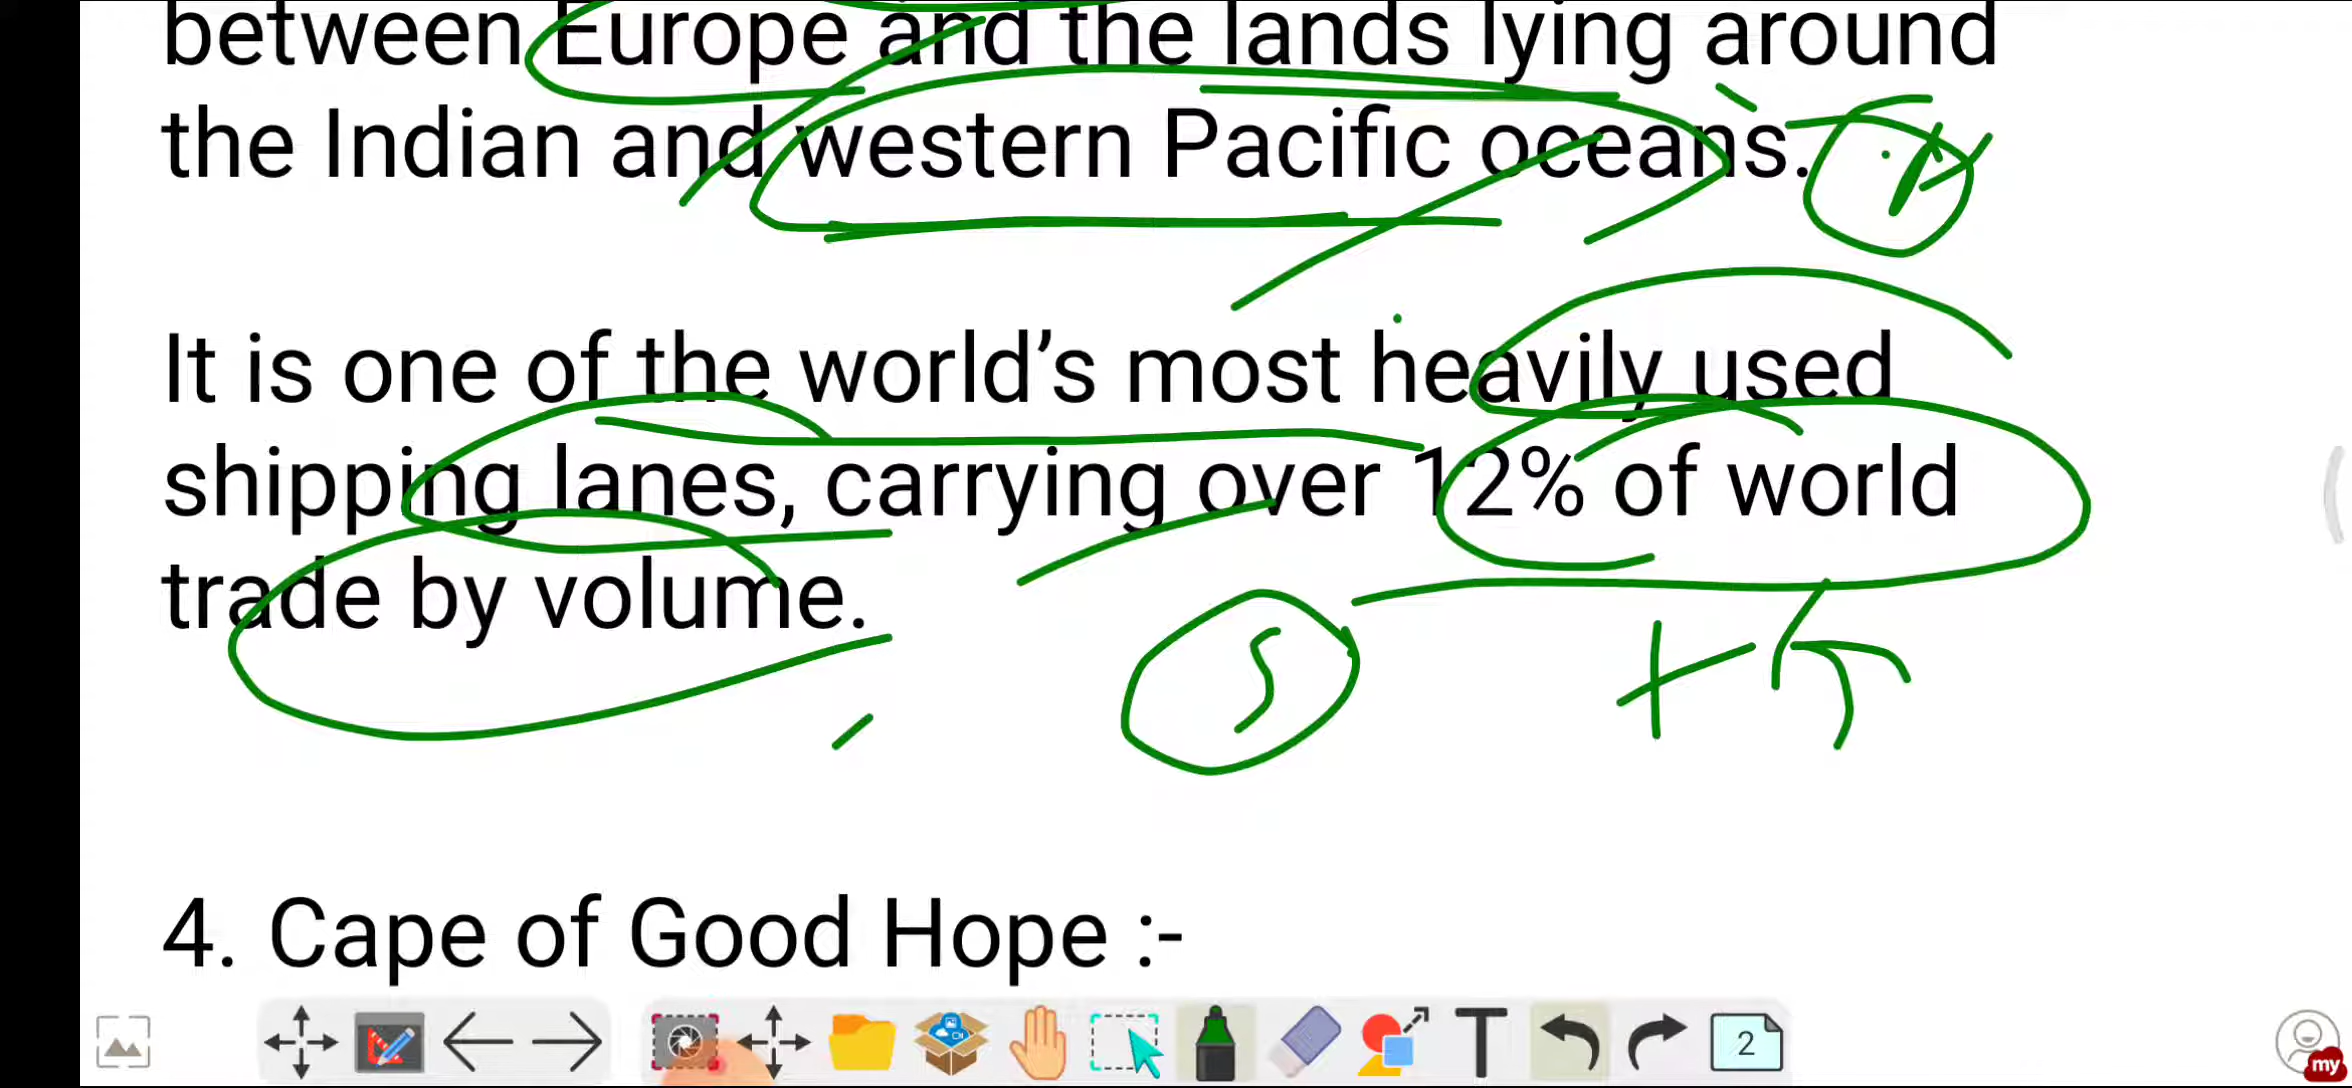 between Europe and the lands lying around
the Indian and western Pacific oceans.
It is one of the world’s most heavily used
shipping lanes, carrying over 12% of world
trade by volume.
S
4. Cape of Good Hope :-
T
2
my